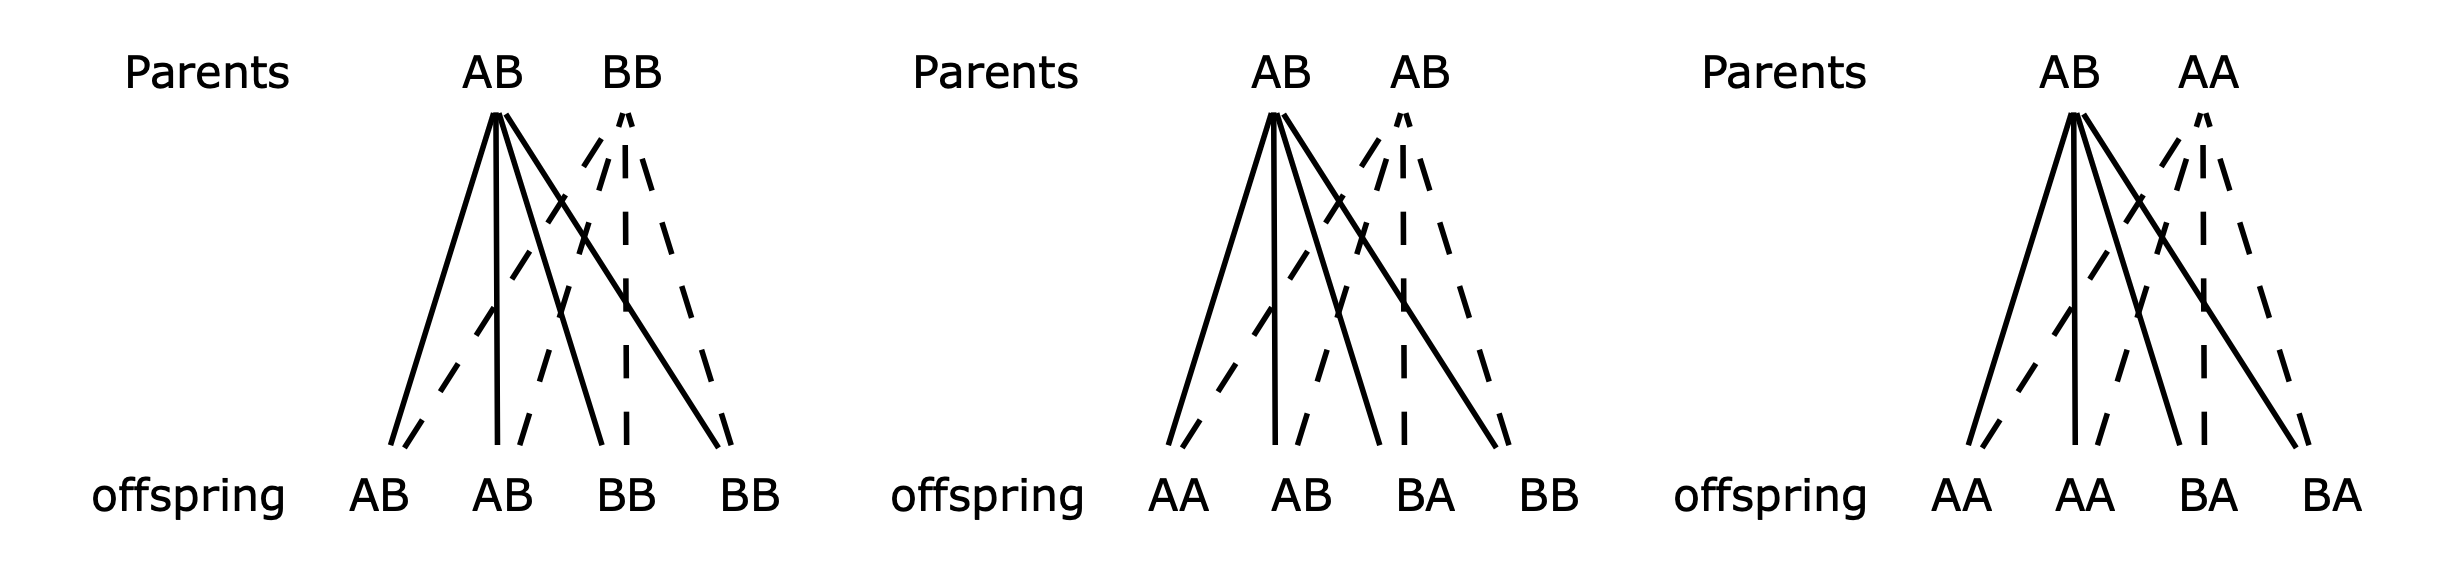 Parents AB BB
offspring AB AB BB BB
Parents AB AB
offspring AA AB BA BB
Parents AB AA
offspring AA AA BA BA